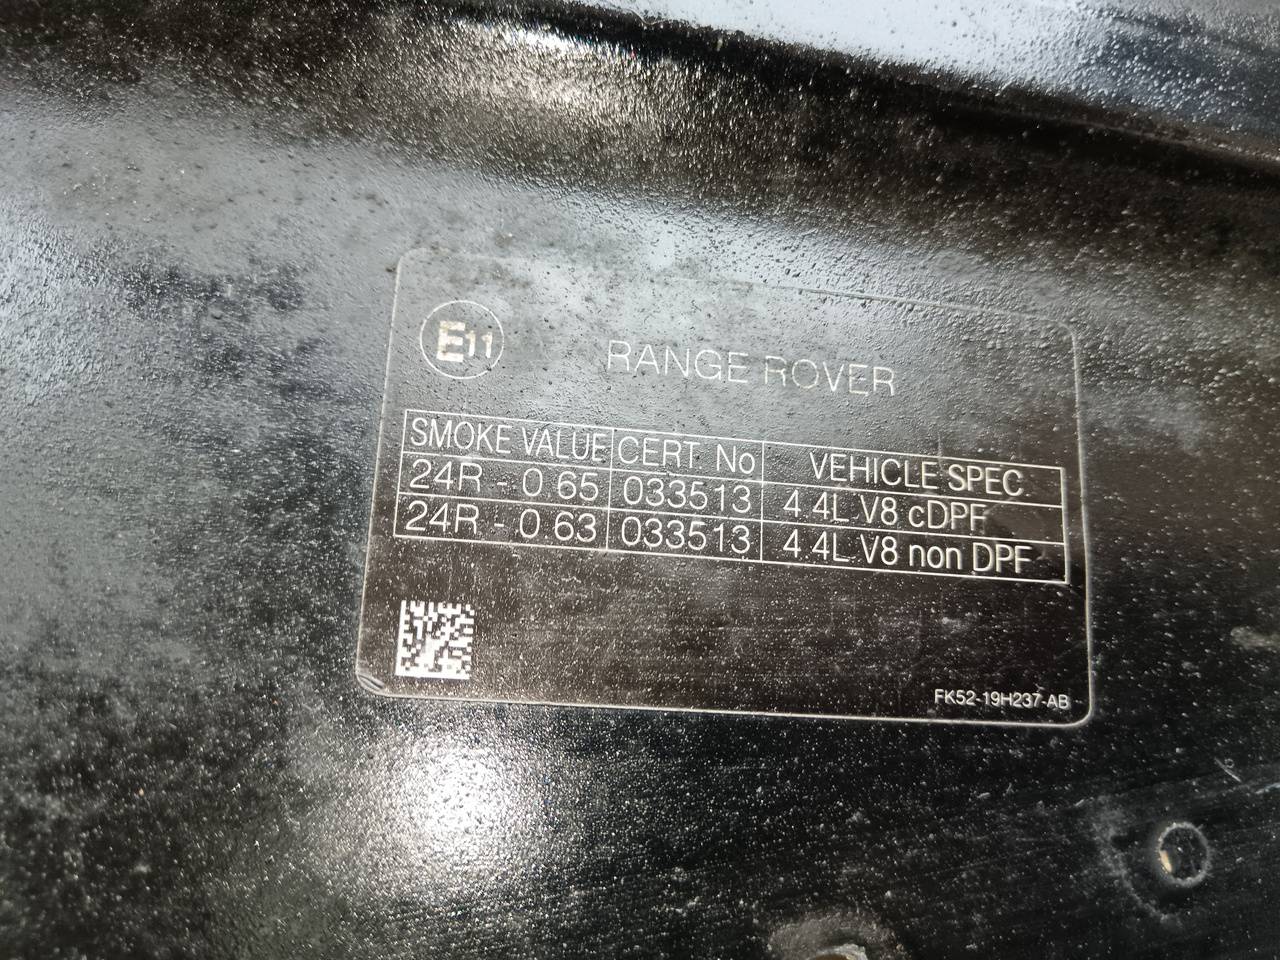 E11
RANGE ROVER
SMOKE VALUE CERT. No VEHICLE SPEC.
24R - 0.65 033513 4.4L V8 cDPF
24R - 0.63 033513 4.4L V8 non DPF
FK52-19H237-AB